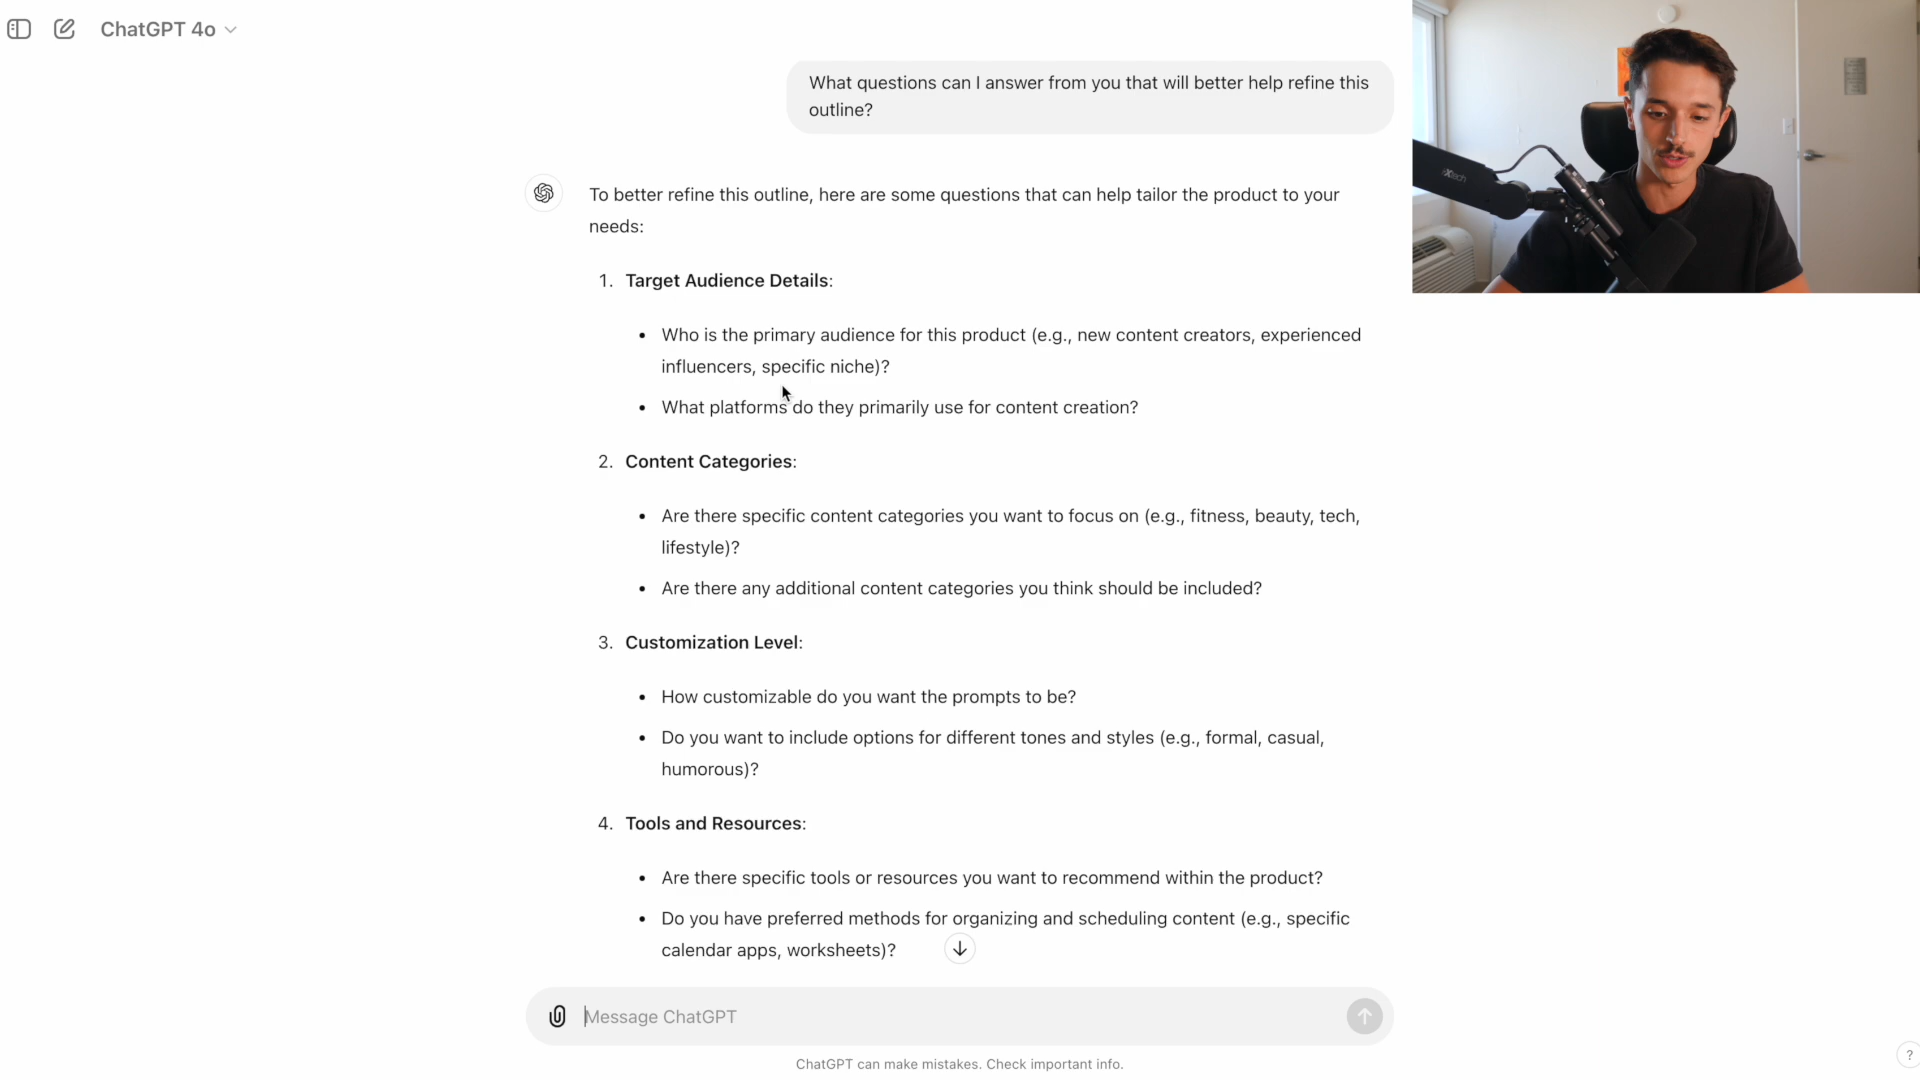 ChatGPT 4o
What questions can I answer from you that will better help refine this
outline?
To better refine this outline, here are some questions that can help tailor the product to your
needs:
1. Target Audience Details:
• Who is the primary audience for this product (e.g., new content creators, experienced
influencers, specific niche)?
• What platforms do they primarily use for content creation?
2. Content Categories:
• Are there specific content categories you want to focus on (e.g., fitness, beauty, tech,
lifestyle)?
• Are there any additional content categories you think should be included?
3. Customization Level:
• How customizable do you want the prompts to be?
• Do you want to include options for different tones and styles (e.g., formal, casual,
humorous)?
4. Tools and Resources:
• Are there specific tools or resources you want to recommend within the product?
• Do you have preferred methods for organizing and scheduling content (e.g., specific
calendar apps, worksheets)?
Message ChatGPT
ChatGPT can make mistakes. Check important info.
?